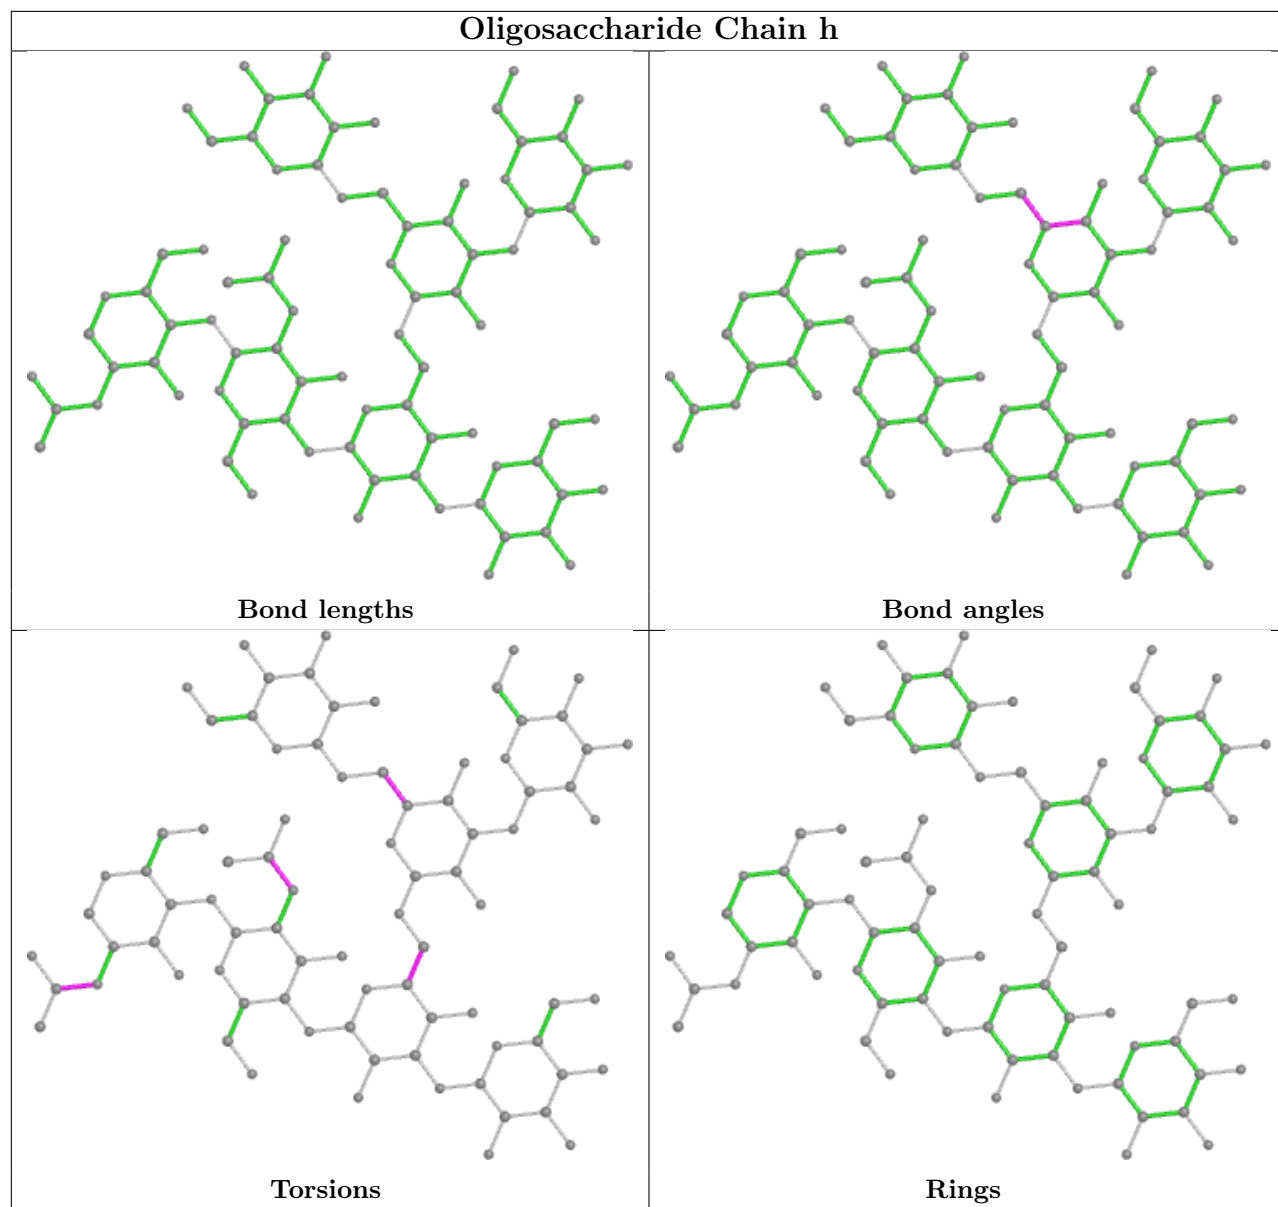 Oligosaccharide Chain h
Bond lengths
Bond angles
Torsions
Rings